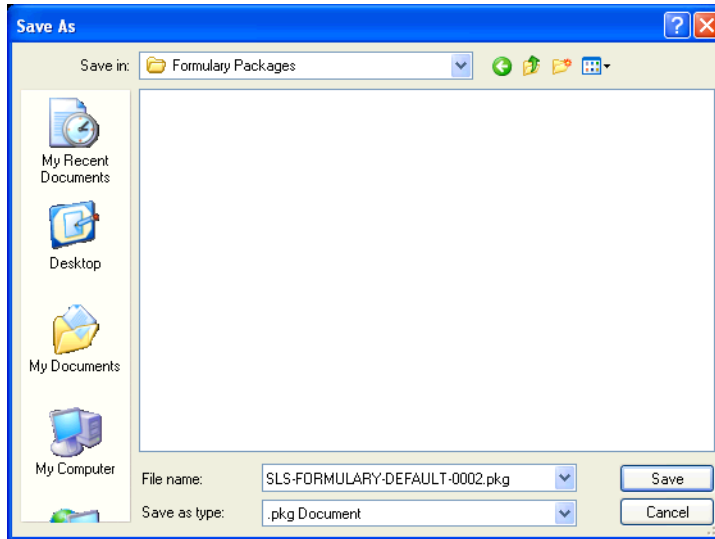 Save As
Save in: Formulary Packages
My Recent
Documents
Desktop
My Documents
My Computer
File name: SLS-FORMULARY-DEFAULT-0002.pkg Save
Save as type: .pkg Document Cancel